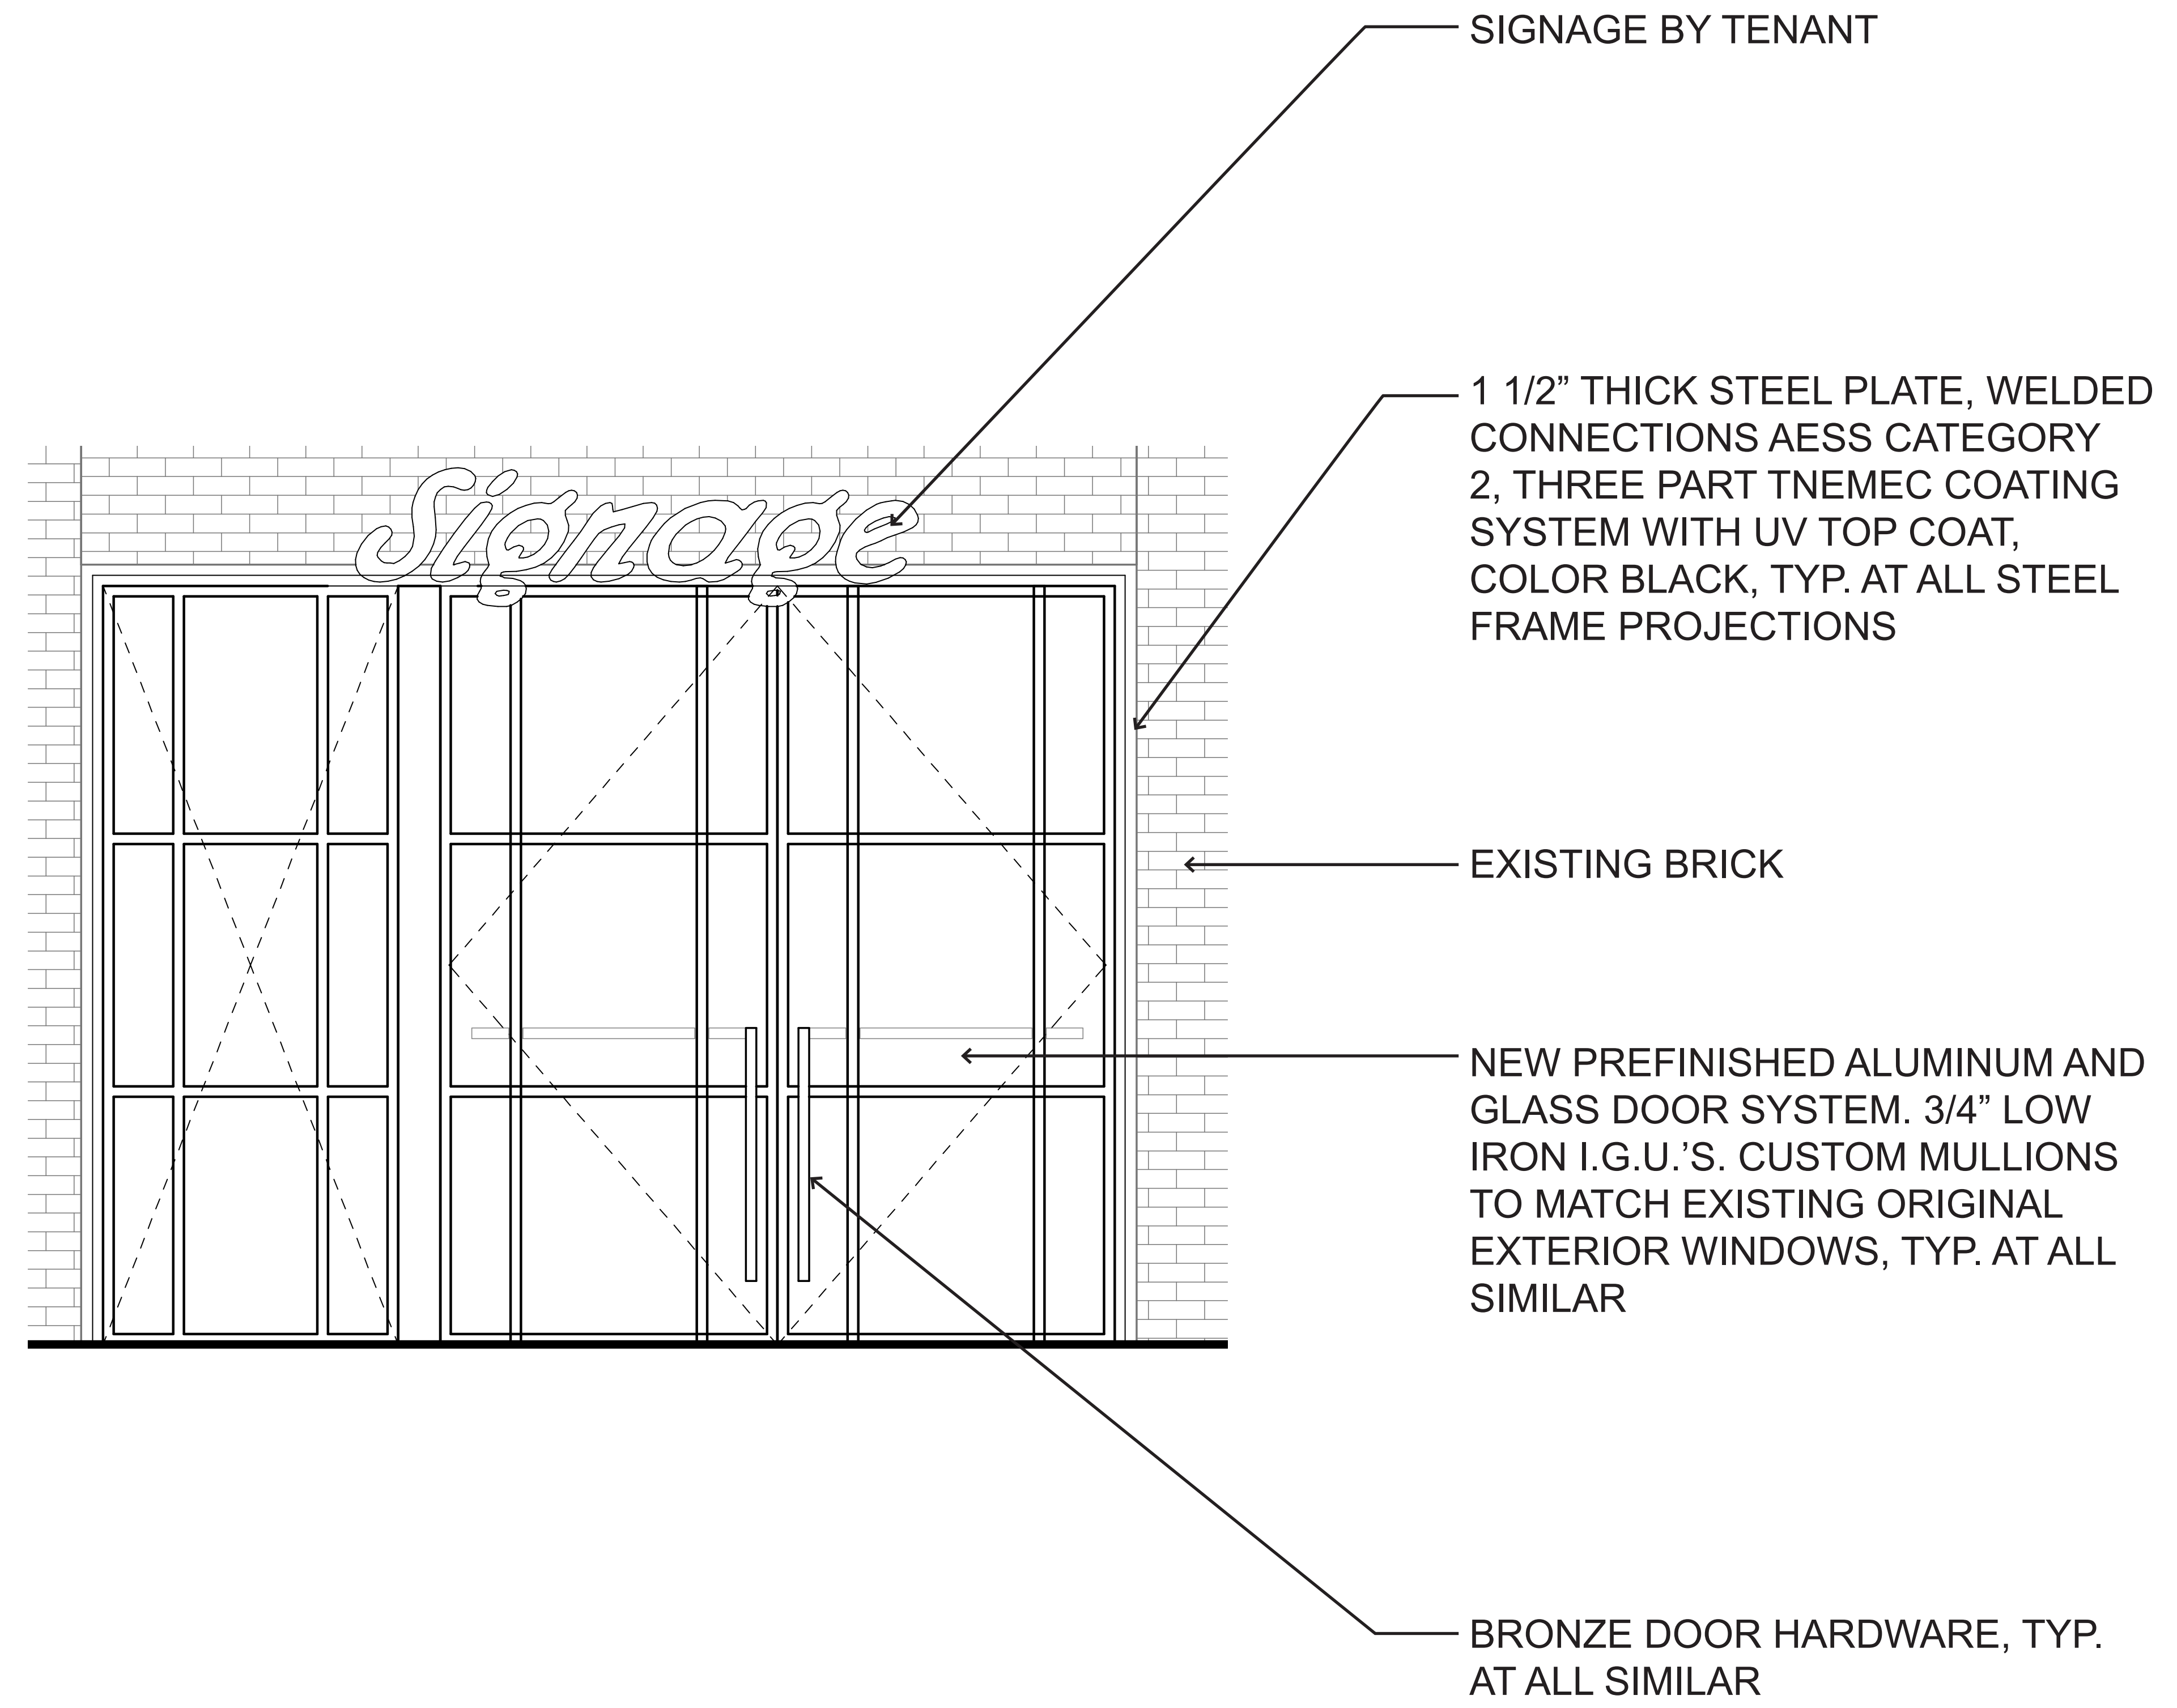 SIGNAGE BY TENANT
Signage
1 1/2” THICK STEEL PLATE, WELDED
CONNECTIONS AESS CATEGORY
2, THREE PART TNEMEC COATING
SYSTEM WITH UV TOP COAT,
COLOR BLACK, TYP. AT ALL STEEL
FRAME PROJECTIONS
EXISTING BRICK
NEW PREFINISHED ALUMINUM AND
GLASS DOOR SYSTEM. 3/4” LOW
IRON I.G.U.’S. CUSTOM MULLIONS
TO MATCH EXISTING ORIGINAL
EXTERIOR WINDOWS, TYP. AT ALL
SIMILAR
BRONZE DOOR HARDWARE, TYP.
AT ALL SIMILAR